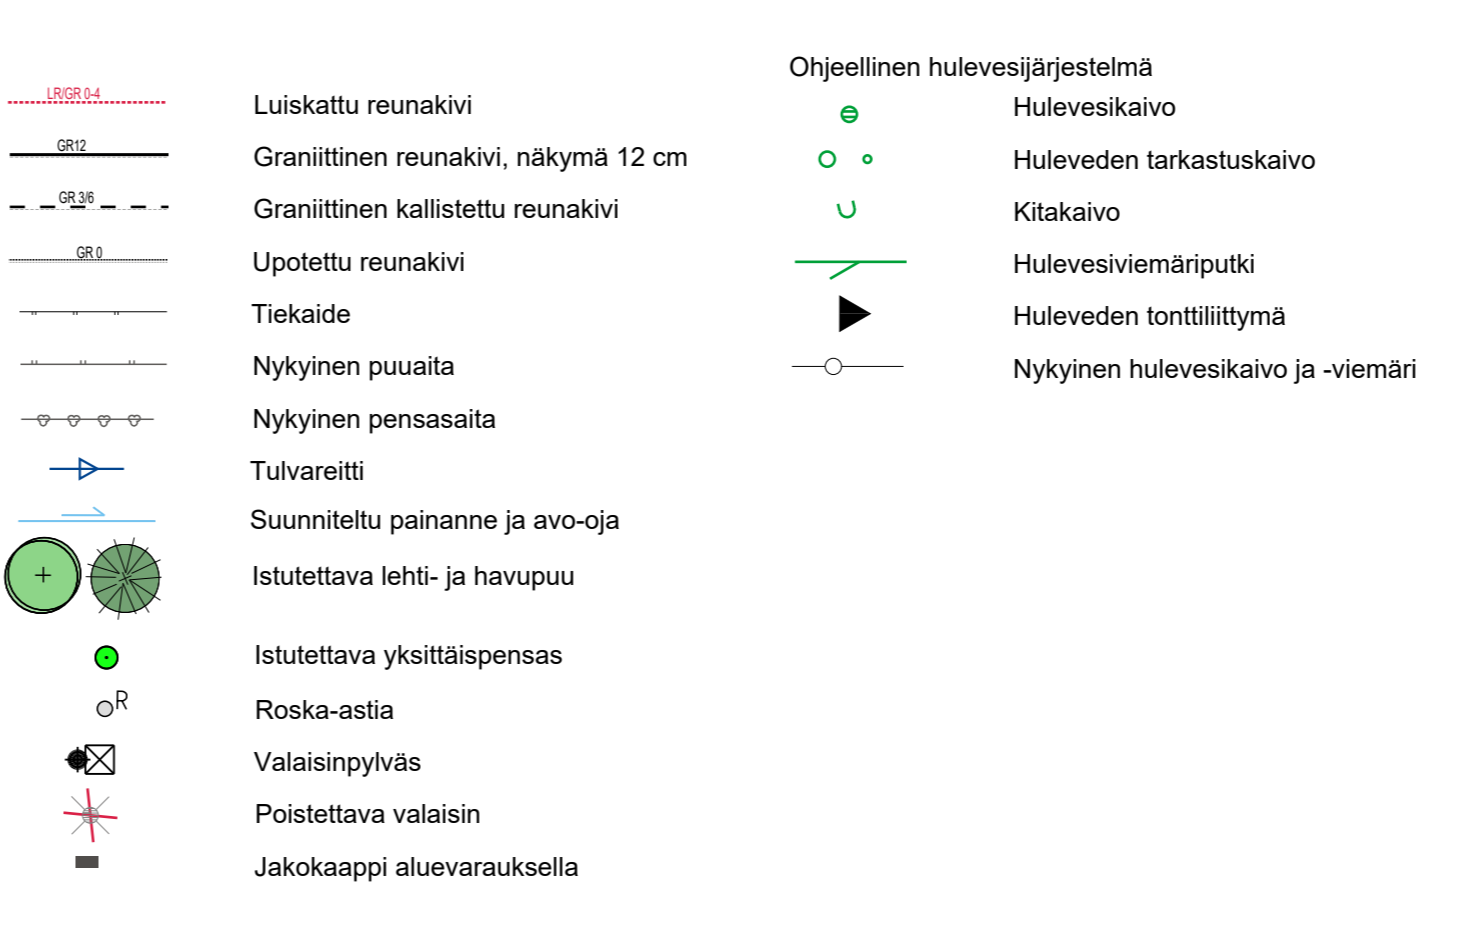 LR/GR 0-4
Luiskattu reunakivi
GR12
Graniittinen reunakivi, näkymä 12 cm
GR 3/6
Graniittinen kallistettu reunakivi
GR 0
Upotettu reunakivi
Tiekaide
Nykyinen puuaita
Nykyinen pensasaita
Tulvareitti
Suunniteltu painanne ja avo-oja
Istutettava lehti- ja havupuu
Istutettava yksittäispensas
R
Roska-astia
Valaisinpylväs
Poistettava valaisin
Jakokaappi aluevarauksella
Ohjeellinen hulevesijärjestelmä
Hulevesikaivo
Huleveden tarkastuskaivo
Kitakaivo
Hulevesiviemäriputki
Huleveden tonttiliittymä
Nykyinen hulevesikaivo ja -viemäri